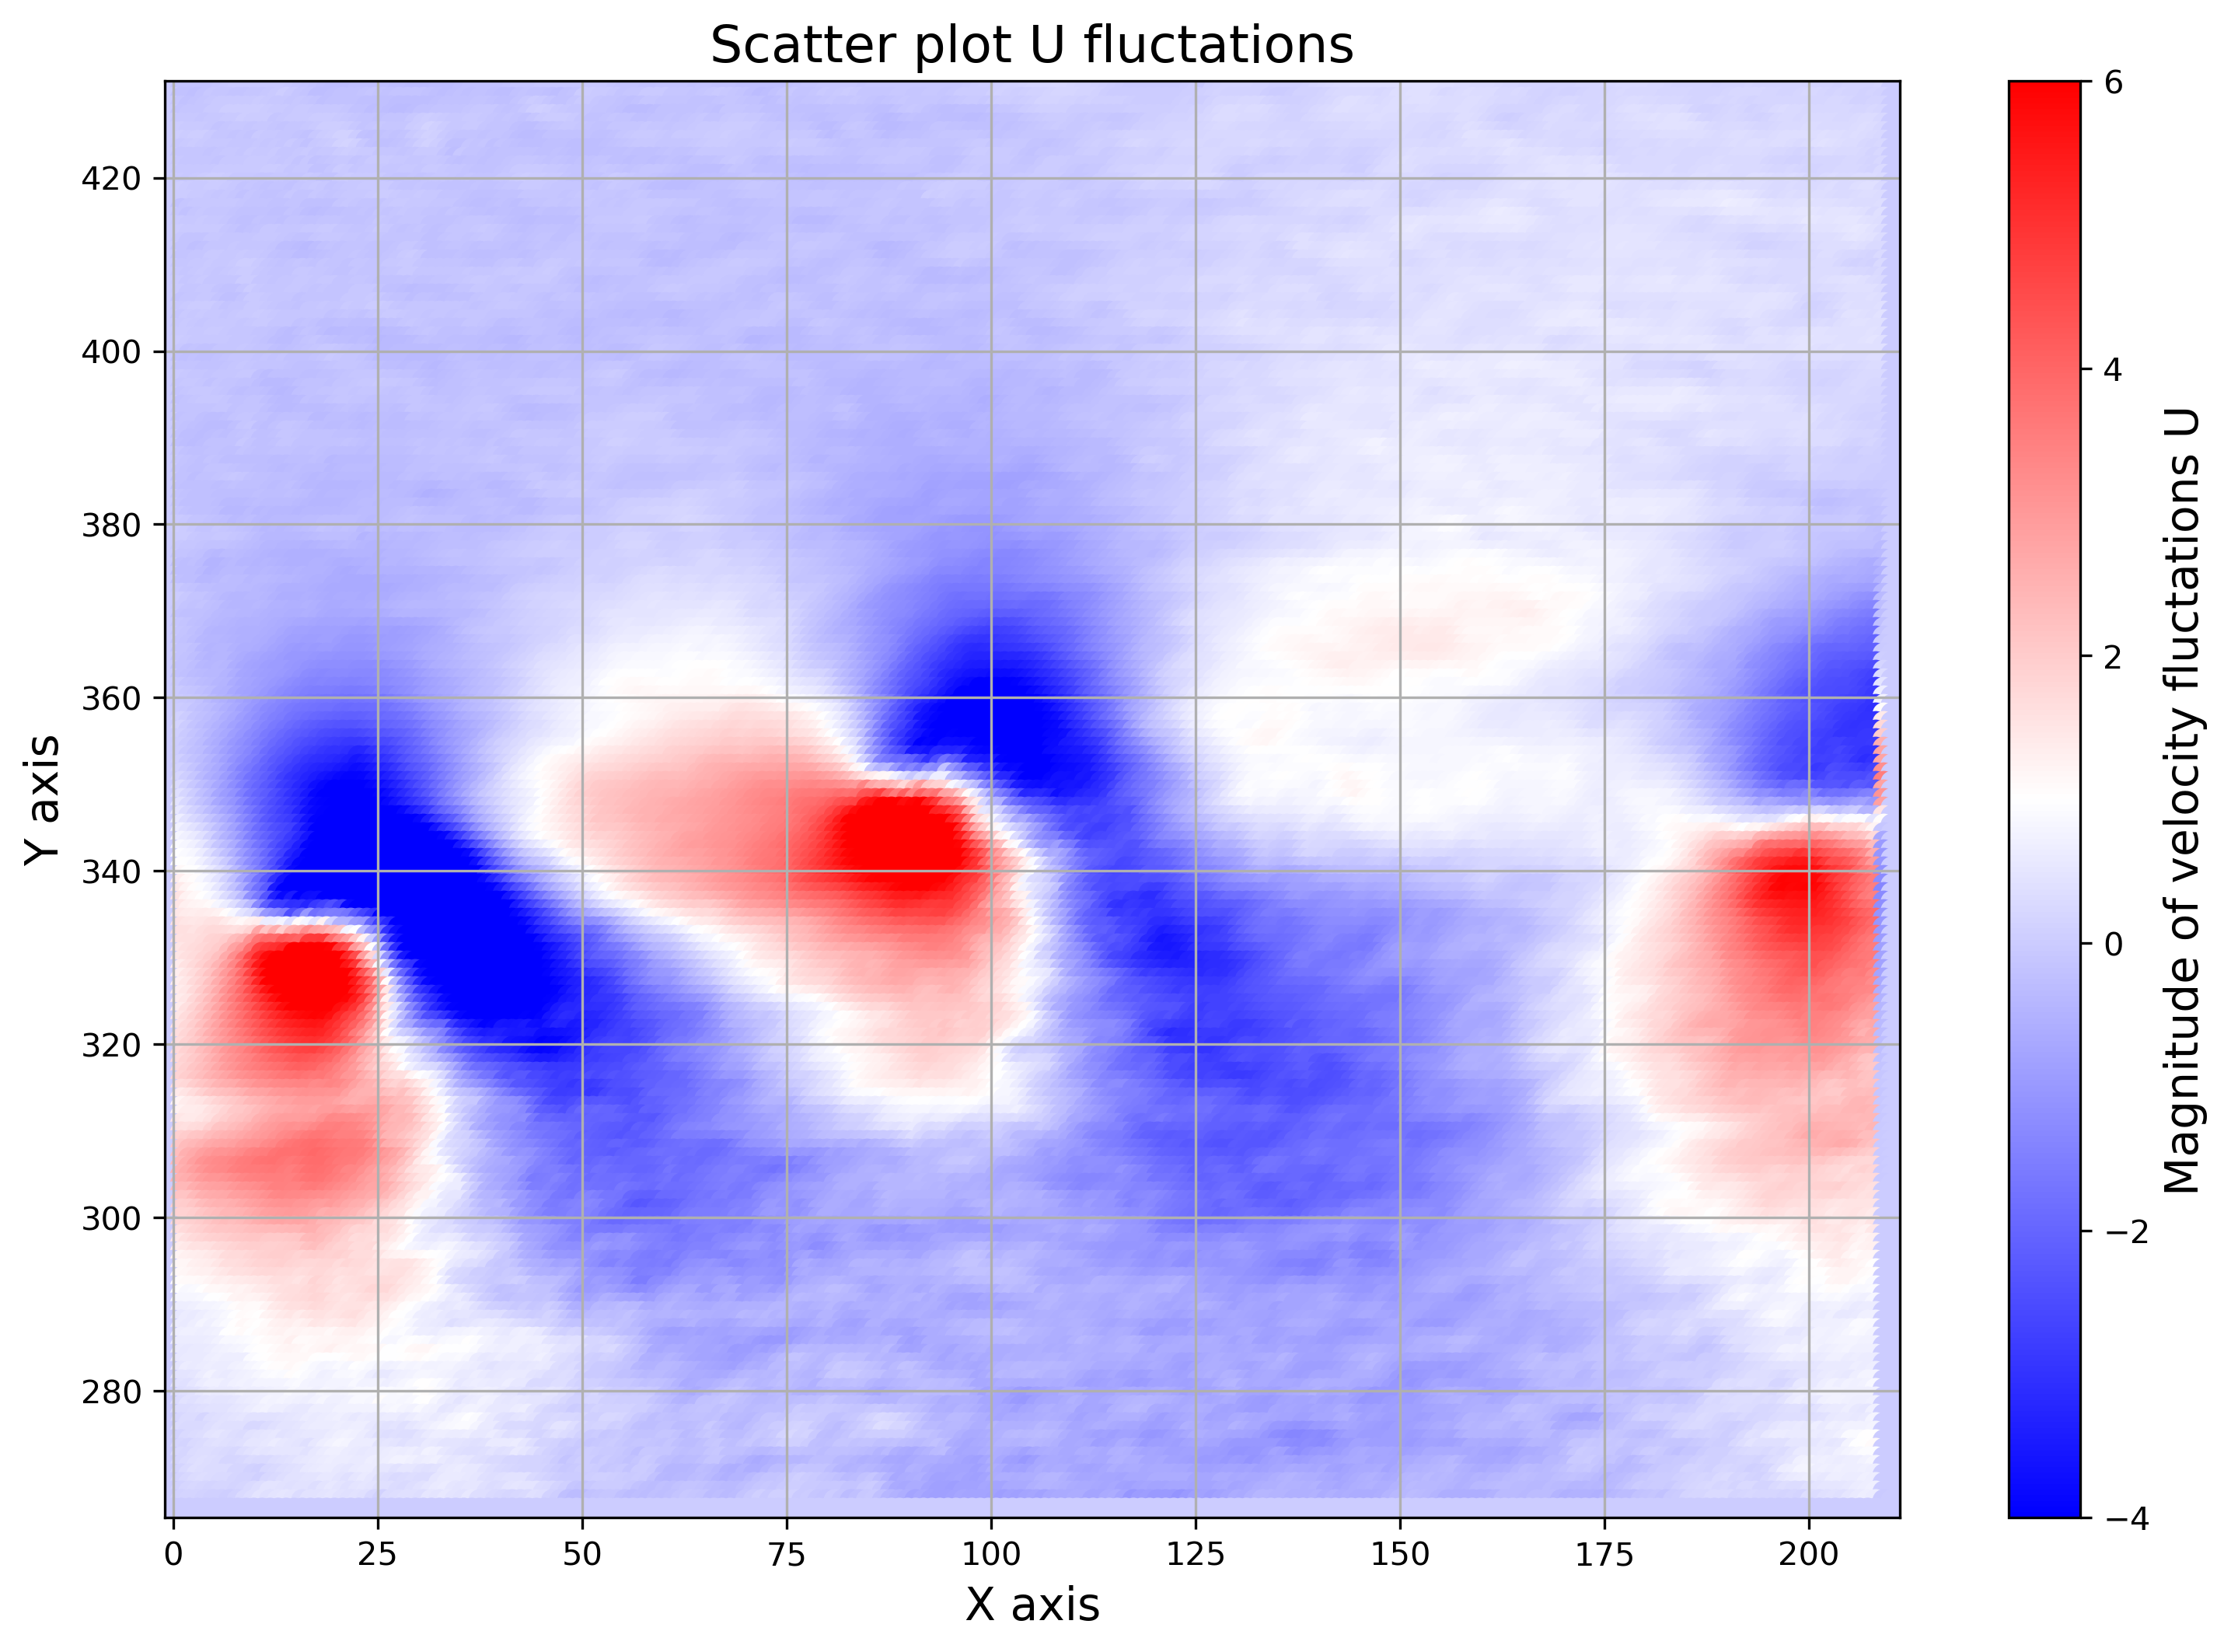 Scatter plot U fluctations
Y axis
420
400
380
360
340
320
300
280
0 25 50 75 100 125 150 175 200
X axis
6
4
2
0
−2
−4
Magnitude of velocity fluctations U